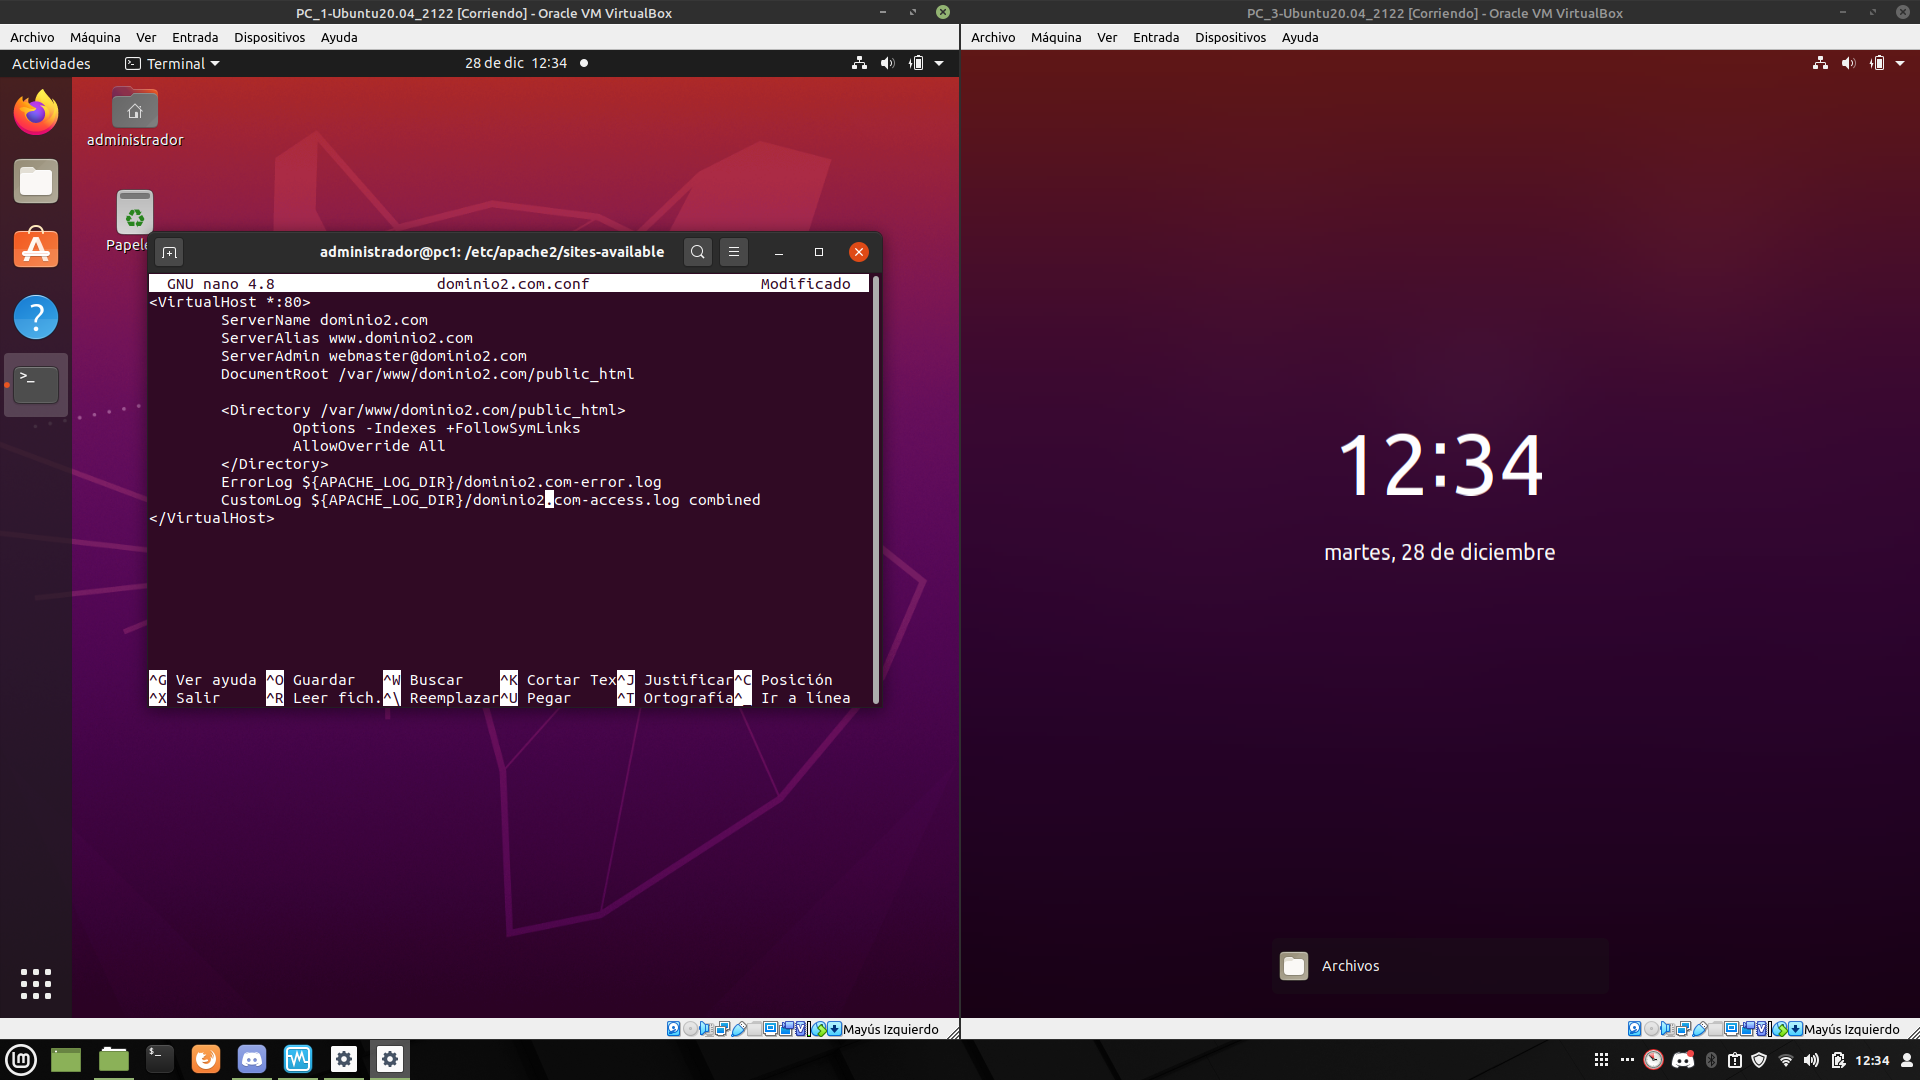 PC_1-Ubuntu20.04_2122 [Corriendo] - Oracle VM VirtualBox
Archivo Máquina Ver Entrada Dispositivos Ayuda
Actividades Terminal 28 de dic 12:34
administrador
Papele
administrador@pc1: /etc/apache2/sites-available
GNU nano 4.8 dominio2.com.conf Modificado
<VirtualHost *:80>
ServerName dominio2.com
ServerAlias www.dominio2.com
ServerAdmin webmaster@dominio2.com
DocumentRoot /var/www/dominio2.com/public_html
<Directory /var/www/dominio2.com/public_html>
Options -Indexes +FollowSymLinks
AllowOverride All
</Directory>
ErrorLog ${APACHE_LOG_DIR}/dominio2.com-error.log
CustomLog ${APACHE_LOG_DIR}/dominio2.com-access.log combined
</VirtualHost>
^G Ver ayuda ^O Guardar ^W Buscar ^K Cortar Tex^J Justificar^C Posición
^X Salir ^R Leer fich.^\ Reemplazar^U Pegar ^T Ortografía^_ Ir a línea
Mayús Izquierdo
PC_3-Ubuntu20.04_2122 [Corriendo] - Oracle VM VirtualBox
Archivo Máquina Ver Entrada Dispositivos Ayuda
12:34
martes, 28 de diciembre
Archivos
Mayús Izquierdo
12:34